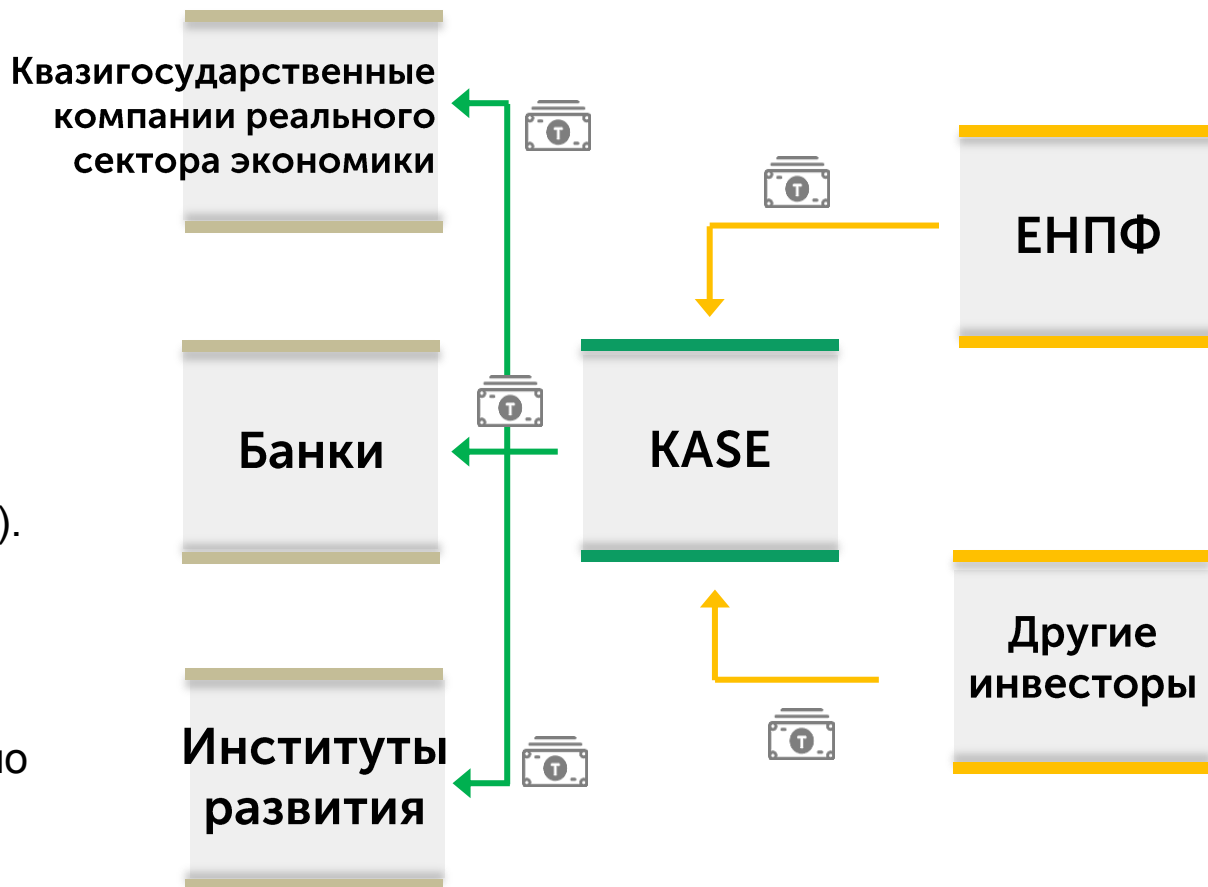 Квазигосударственные
компании реального
сектора экономики
ЕНПФ
Банки
KASE
).
Другие
инвесторы
Институты
развития